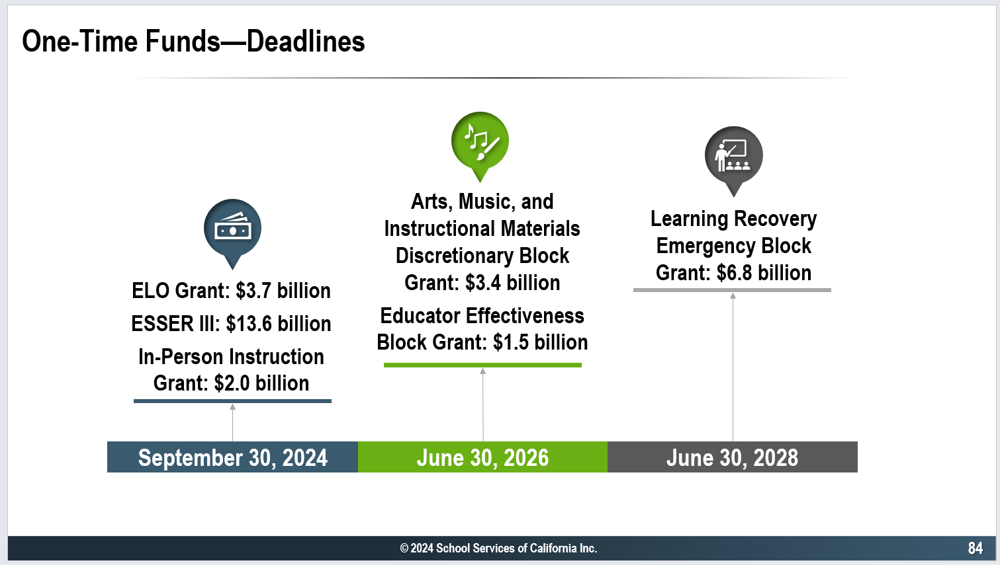 One-Time Funds—Deadlines
ELO Grant: $3.7 billion
ESSER III: $13.6 billion
In-Person Instruction
Grant: $2.0 billion
Arts, Music, and
Instructional Materials
Discretionary Block
Grant: $3.4 billion
Educator Effectiveness
Block Grant: $1.5 billion
Learning Recovery
Emergency Block
Grant: $6.8 billion
September 30, 2024
June 30, 2026
June 30, 2028
© 2024 School Services of California Inc.
84